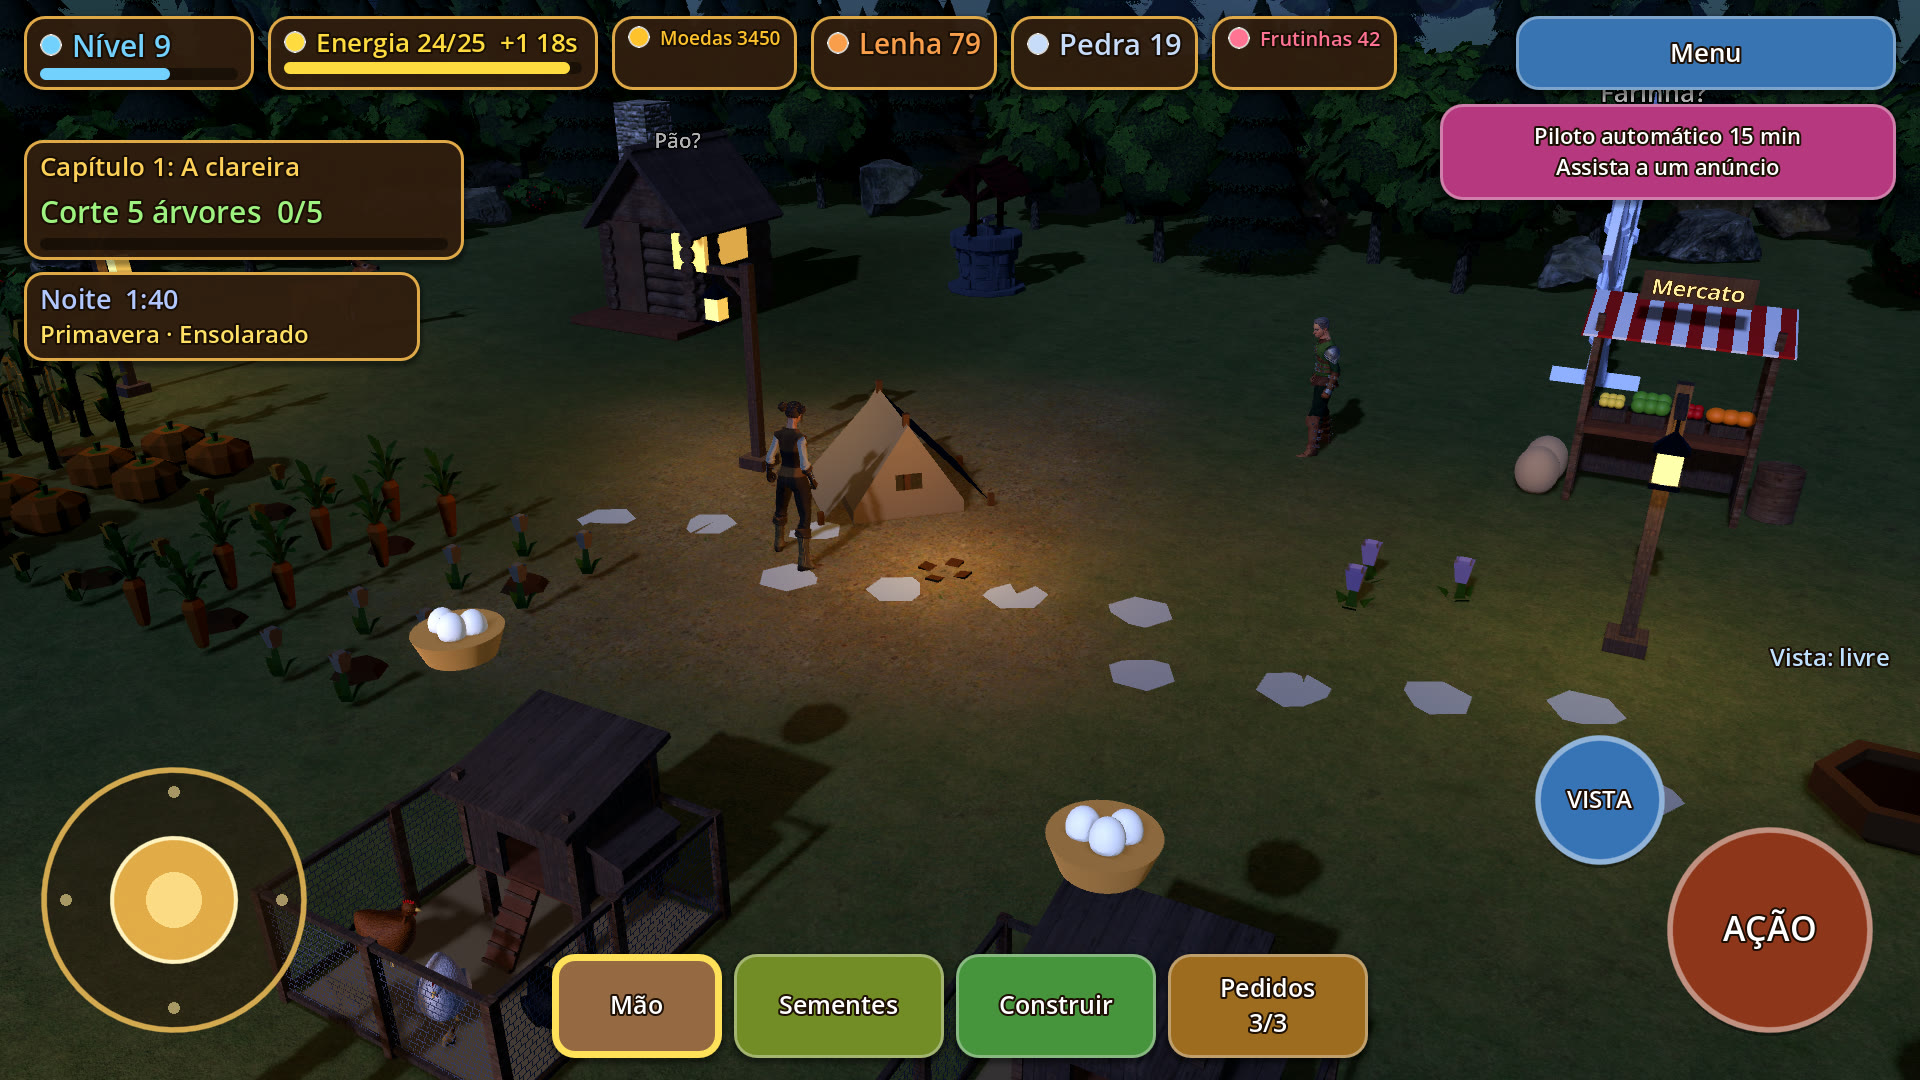 Nível 9
Energia 24/25 +1 18s
Moedas 3450
Lenha 79
Pedra 19
Frutinhas 42
Menu
Farinha?
Piloto automático 15 min
Assista a um anúncio
Pão?
Capítulo 1: A clareira
Corte 5 árvores 0/5
Noite 1:40
Primavera · Ensolarado
Mercato
Vista: livre
VISTA
AÇÃO
Mão
Sementes
Construir
Pedidos
3/3